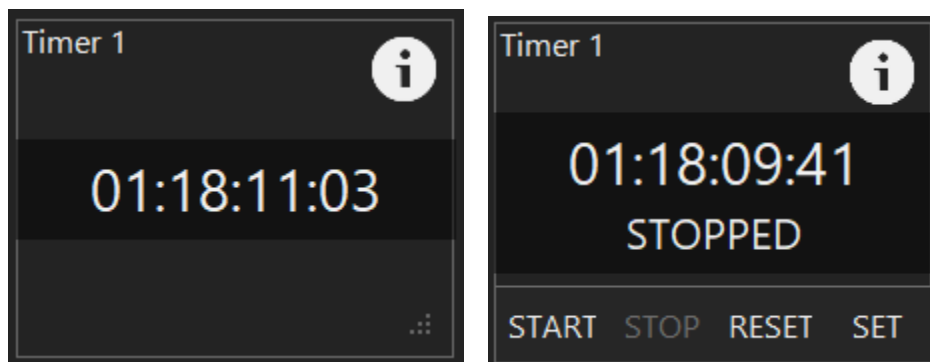 Timer 1
i
01:18:11:03
Timer 1
i
01:18:09:41
STOPPED
START STOP RESET SET